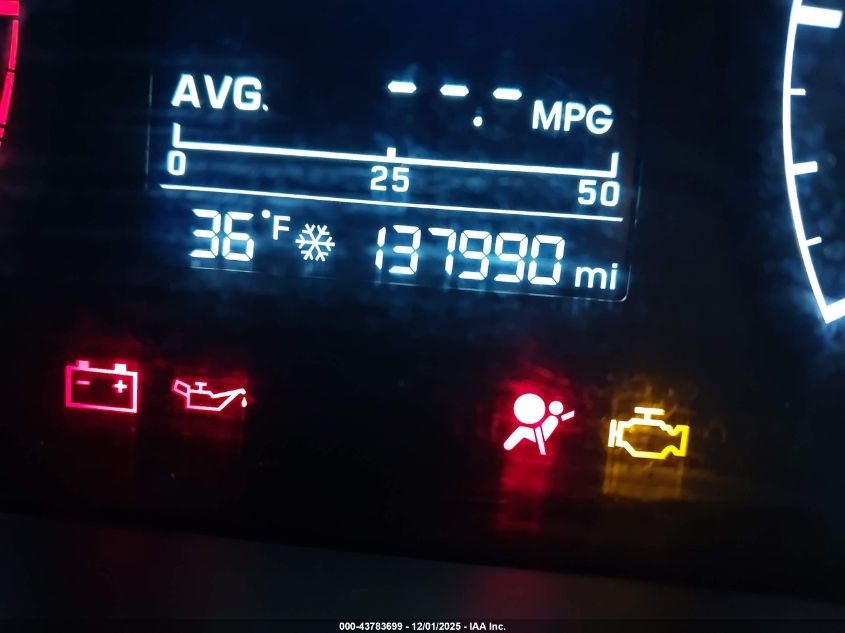 AVG. --.- MPG
0 25 50
36°F 137990 mi
- +
000-43783699 - 12/01/2025 - IAA Inc.